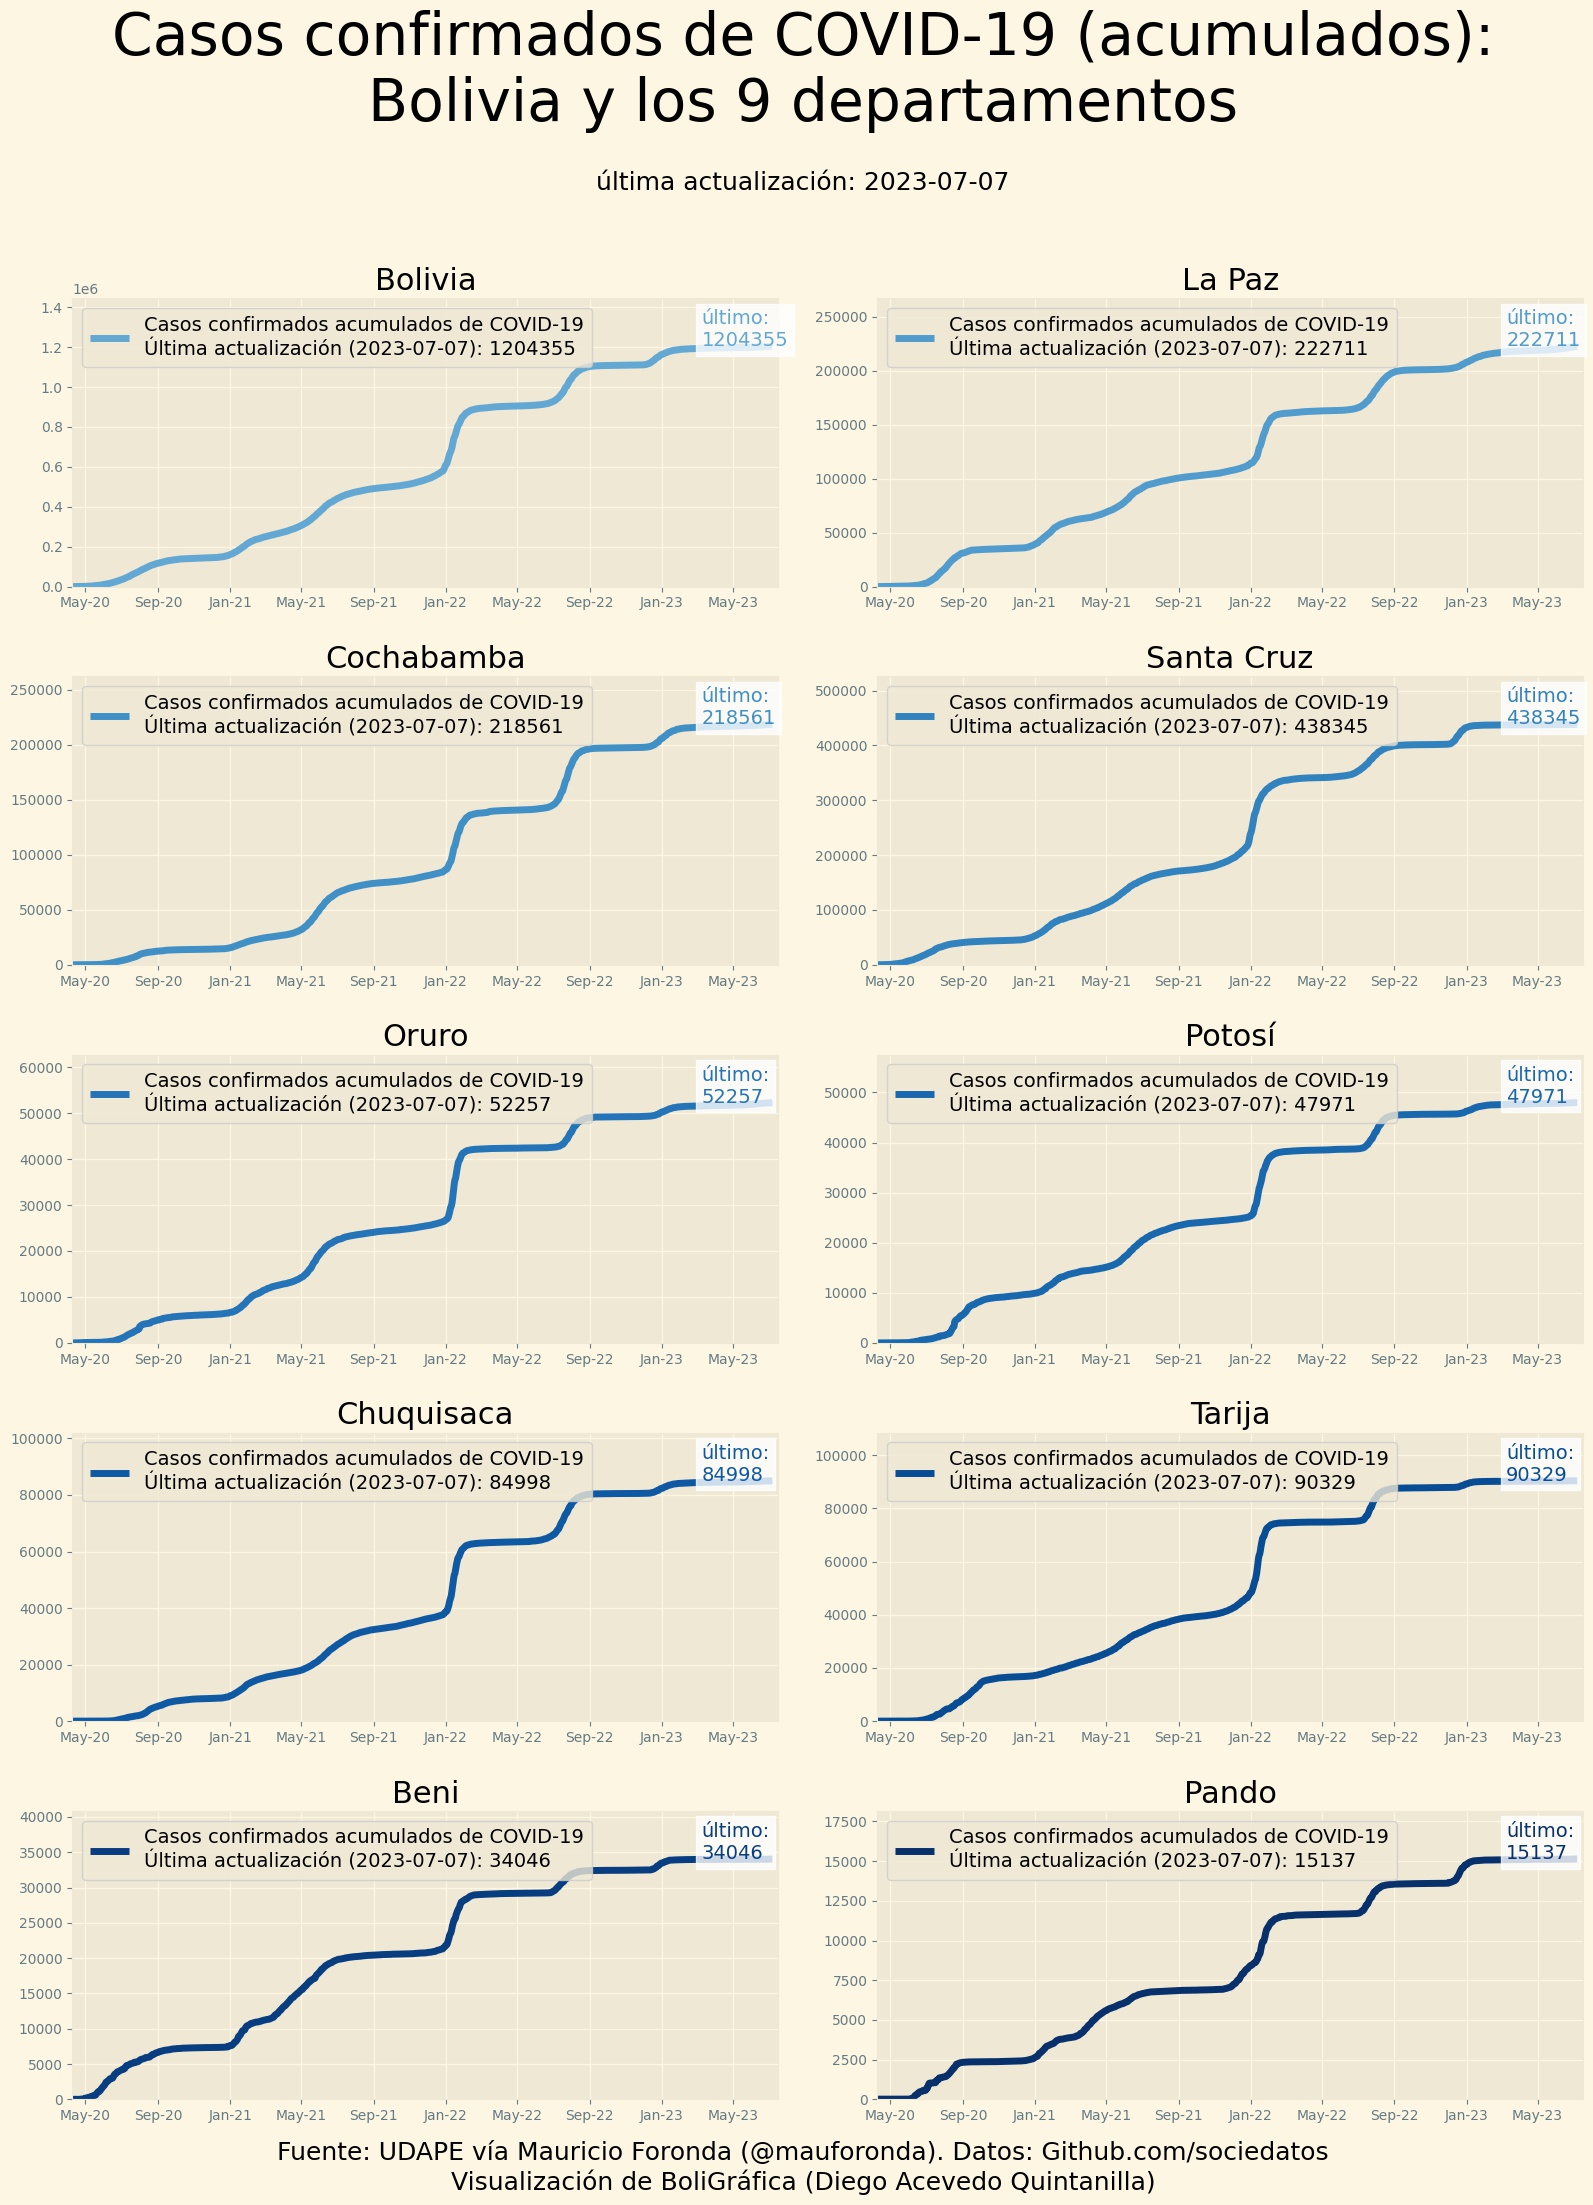 Casos confirmados de COVID-19 (acumulados):
Bolivia y los 9 departamentos
última actualización: 2023-07-07
Bolivia
1e6
1.4
1.2
1.0
0.8
0.6
0.4
0.2
0.0
Casos confirmados acumulados de COVID-19
Última actualización (2023-07-07): 1204355
último:
1204355
May-20 Sep-20 Jan-21 May-21 Sep-21 Jan-22 May-22 Sep-22 Jan-23 May-23
La Paz
250000
200000
150000
100000
50000
0
Casos confirmados acumulados de COVID-19
Última actualización (2023-07-07): 222711
último:
222711
May-20 Sep-20 Jan-21 May-21 Sep-21 Jan-22 May-22 Sep-22 Jan-23 May-23
Cochabamba
250000
200000
150000
100000
50000
0
Casos confirmados acumulados de COVID-19
Última actualización (2023-07-07): 218561
último:
218561
May-20 Sep-20 Jan-21 May-21 Sep-21 Jan-22 May-22 Sep-22 Jan-23 May-23
Santa Cruz
500000
400000
300000
200000
100000
0
Casos confirmados acumulados de COVID-19
Última actualización (2023-07-07): 438345
último:
438345
May-20 Sep-20 Jan-21 May-21 Sep-21 Jan-22 May-22 Sep-22 Jan-23 May-23
Oruro
60000
50000
40000
30000
20000
10000
0
Casos confirmados acumulados de COVID-19
Última actualización (2023-07-07): 52257
último:
52257
May-20 Sep-20 Jan-21 May-21 Sep-21 Jan-22 May-22 Sep-22 Jan-23 May-23
Potosí
50000
40000
30000
20000
10000
0
Casos confirmados acumulados de COVID-19
Última actualización (2023-07-07): 47971
último:
47971
May-20 Sep-20 Jan-21 May-21 Sep-21 Jan-22 May-22 Sep-22 Jan-23 May-23
Chuquisaca
100000
80000
60000
40000
20000
0
Casos confirmados acumulados de COVID-19
Última actualización (2023-07-07): 84998
último:
84998
May-20 Sep-20 Jan-21 May-21 Sep-21 Jan-22 May-22 Sep-22 Jan-23 May-23
Tarija
100000
80000
60000
40000
20000
0
Casos confirmados acumulados de COVID-19
Última actualización (2023-07-07): 90329
último:
90329
May-20 Sep-20 Jan-21 May-21 Sep-21 Jan-22 May-22 Sep-22 Jan-23 May-23
Beni
40000
35000
30000
25000
20000
15000
10000
5000
0
Casos confirmados acumulados de COVID-19
Última actualización (2023-07-07): 34046
último:
34046
May-20 Sep-20 Jan-21 May-21 Sep-21 Jan-22 May-22 Sep-22 Jan-23 May-23
Pando
17500
15000
12500
10000
7500
5000
2500
0
Casos confirmados acumulados de COVID-19
Última actualización (2023-07-07): 15137
último:
15137
May-20 Sep-20 Jan-21 May-21 Sep-21 Jan-22 May-22 Sep-22 Jan-23 May-23
Fuente: UDAPE vía Mauricio Foronda (@mauforonda). Datos: Github.com/sociedatos
Visualización de BoliGráfica (Diego Acevedo Quintanilla)